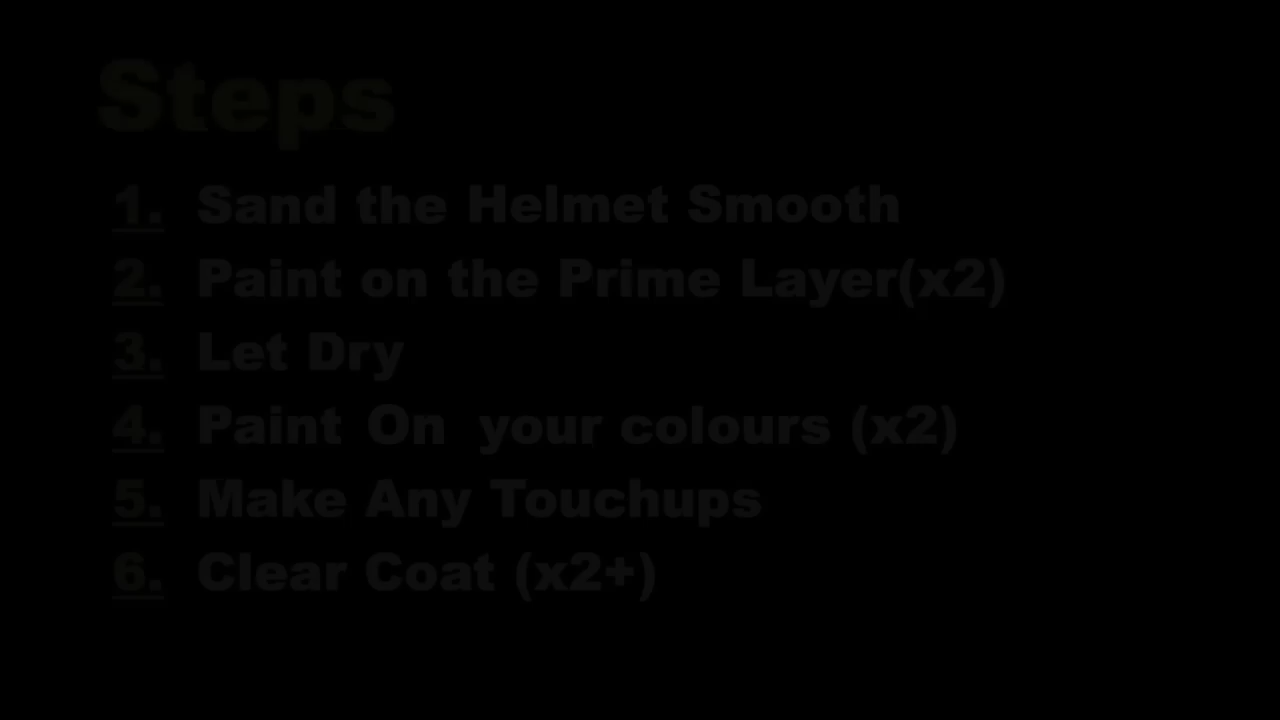 Steps
1. Sand the Helmet Smooth
2. Paint on the Prime Layer(x2)
3. Let Dry
4. Paint On your colours (x2)
5. Make Any Touchups
6. Clear Coat (x2+)